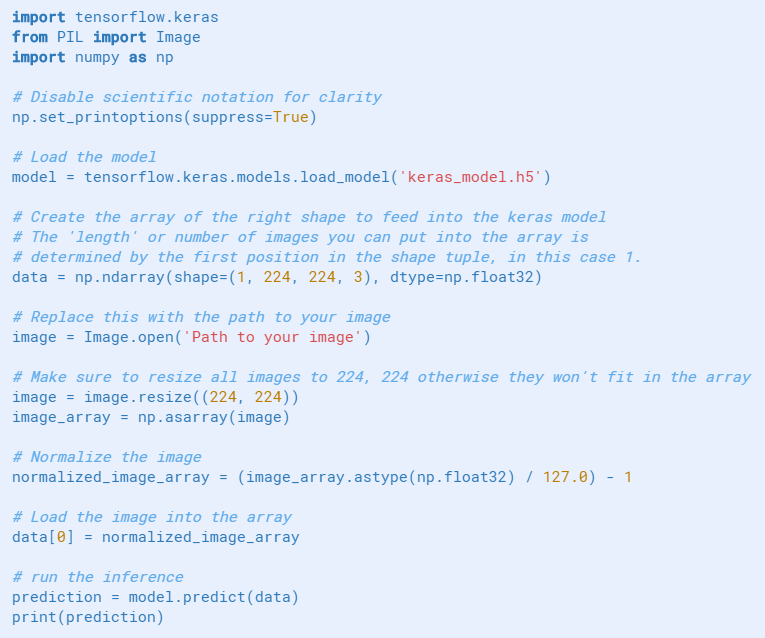 import tensorflow.keras
from PIL import Image
import numpy as np
# Disable scientific notation for clarity
np.set_printoptions(suppress=True)
# Load the model
model = tensorflow.keras.models.load_model('keras_model.h5')
# Create the array of the right shape to feed into the keras model
# The 'length' or number of images you can put into the array is
# determined by the first position in the shape tuple, in this case 1.
data = np.ndarray(shape=(1, 224, 224, 3), dtype=np.float32)
# Replace this with the path to your image
image = Image.open('Path to your image')
# Make sure to resize all images to 224, 224 otherwise they won't fit in the array
image = image.resize((224, 224))
image_array = np.asarray(image)
# Normalize the image
normalized_image_array = (image_array.astype(np.float32) / 127.0) - 1
# Load the image into the array
data[0] = normalized_image_array
# run the inference
prediction = model.predict(data)
print(prediction)